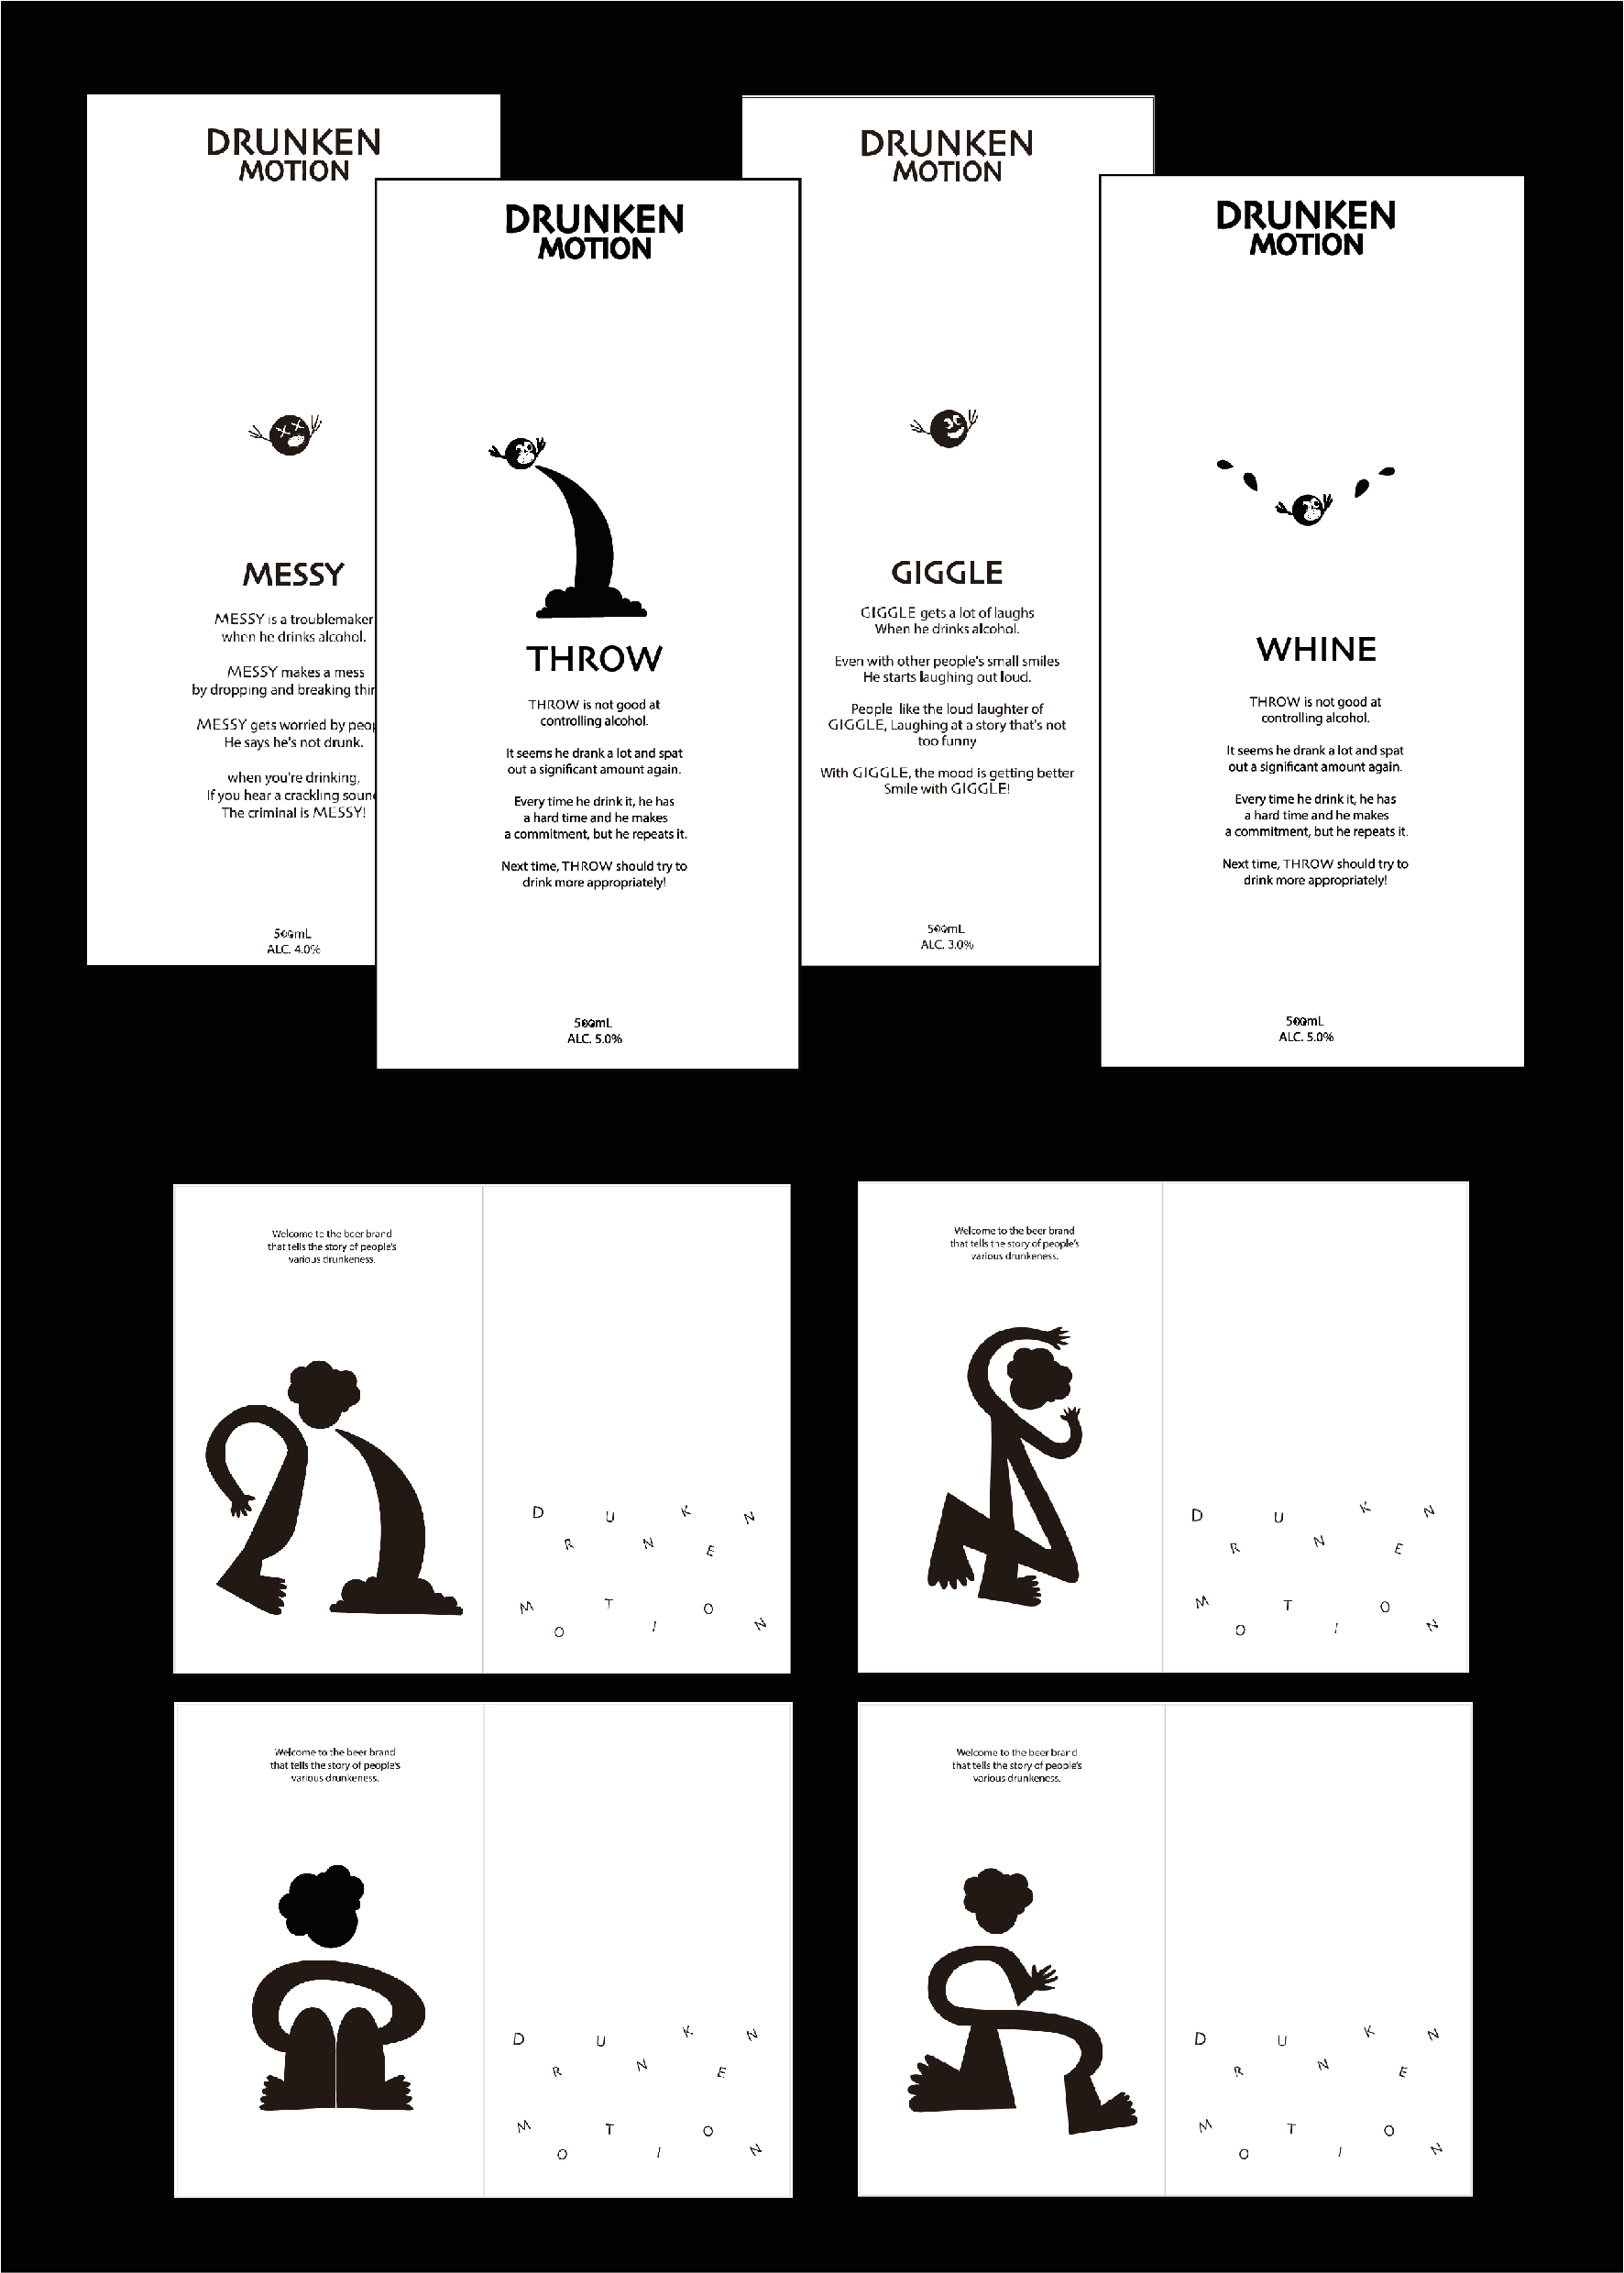 DRUNKEN
MOTION
MESSY
MESSY is a troublemaker
when he drinks alcohol.
MESSY makes a mess
by dropping and breaking
MESSY gets worried by
He says he's not drunk.
when you're drinking,
If you hear a crackling
The criminal is MESSY!
500mL
ALC. 4.0%
DRUNKEN
MOTION
THROW
THROW is not good at
controlling alcohol.
It seems he drank a lot and spat
out a significant amount again.
Every time he drink it, he has
a hard time and he makes
a commitment, but he repeats it.
Next time, THROW should try to
drink more appropriately!
500mL
ALC. 5.0%
DRUNKEN
MOTION
GIGGLE
GIGGLE gets a lot of laughs
When he drinks alcohol.
Even with other people's small smiles
He starts laughing out loud.
People like the loud laughter of
GIGGLE, Laughing at a story that's not
too funny
With GIGGLE, the mood is getting better
Smile with GIGGLE!
500mL
ALC. 3.0%
DRUNKEN
MOTION
WHINE
THROW is not good at
controlling alcohol.
It seems he drank a lot and spat
out a significant amount again.
Every time he drink it, he has
a hard time and he makes
a commitment, but he repeats it.
Next time, THROW should try to
drink more appropriately!
500mL
ALC. 5.0%
Welcome to the beer brand
that tells the story of people's
various drunkeness.
DRUNKEN
MOTION
Welcome to the beer brand
that tells the story of people's
various drunkeness.
DRUNKEN
MOTION
Welcome to the beer brand
that tells the story of people's
various drunkeness.
DRUNKEN
MOTION
Welcome to the beer brand
that tells the story of people's
various drunkeness.
DRUNKEN
MOTION